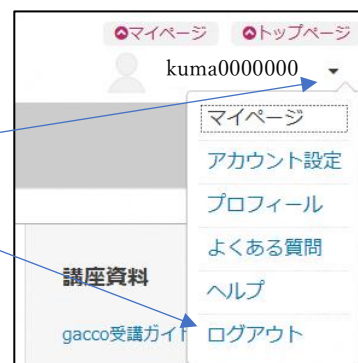 マイページ トップページ
kuma0000000
マイページ
アカウント設定
プロフィール
よくある質問
ヘルプ
ログアウト
講座資料
gacco受講ガイド